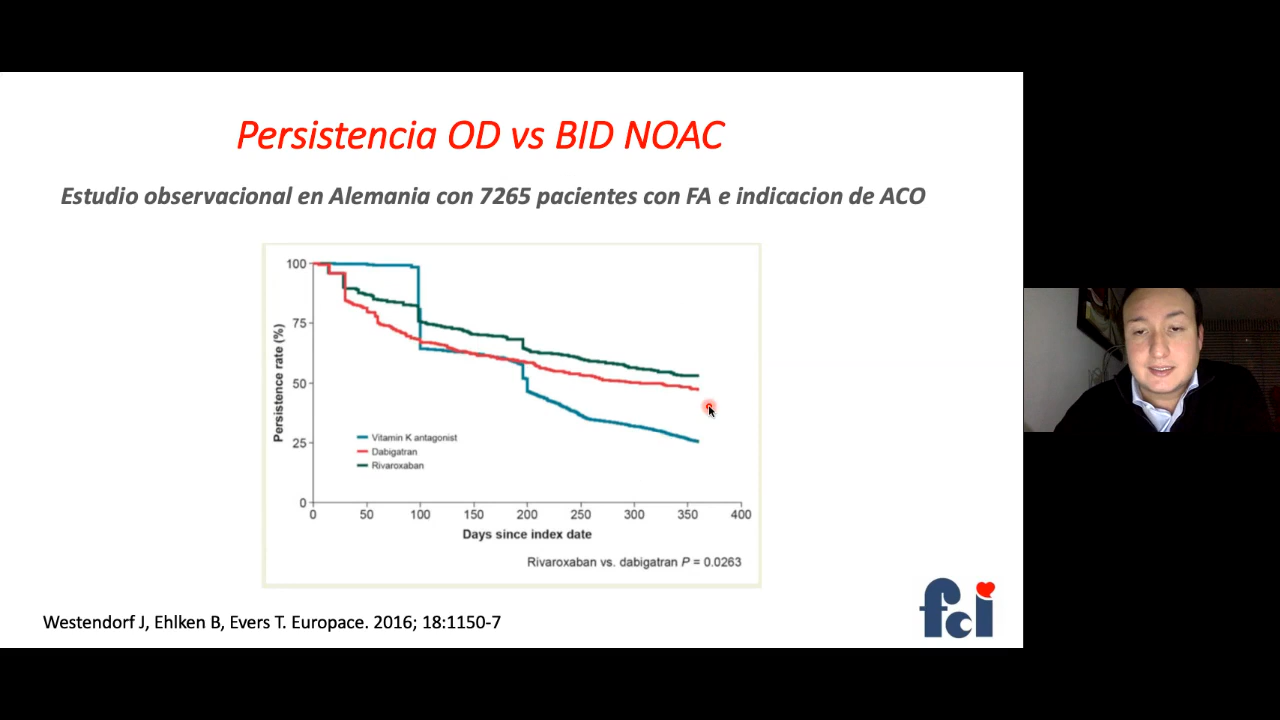 Persistencia OD vs BID NOAC
Estudio observacional en Alemania con 7265 pacientes con FA e indicacion de ACO
100
75
50
25
0
Persistence rate (%)
Vitamin K antagonist
Dabigatran
Rivaroxaban
0 50 100 150 200 250 300 350 400
Days since index date
Rivaroxaban vs. dabigatran P = 0.0263
Westendorf J, Ehlken B, Evers T. Europace. 2016; 18:1150-7
fci